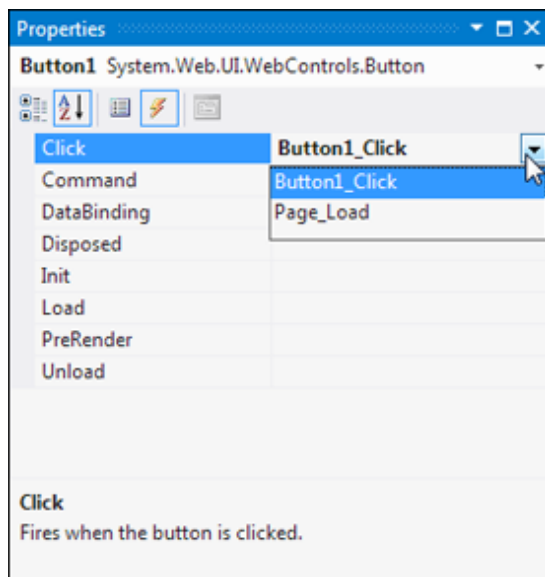 Properties
Button1 System.Web.UI.WebControls.Button
A
Z
Click Button1_Click
Command Button1_Click
DataBinding Page_Load
Disposed
Init
Load
PreRender
Unload
Click
Fires when the button is clicked.